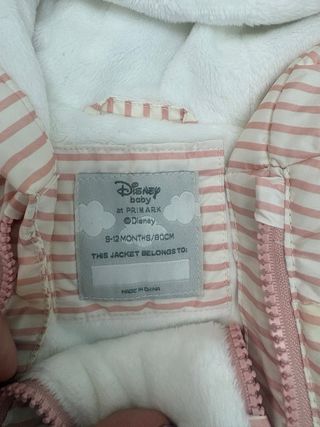 Disney
baby
at PRIMARK
©Disney
9-12 MONTHS/80CM
THIS JACKET BELONGS TO:
MADE IN CHINA